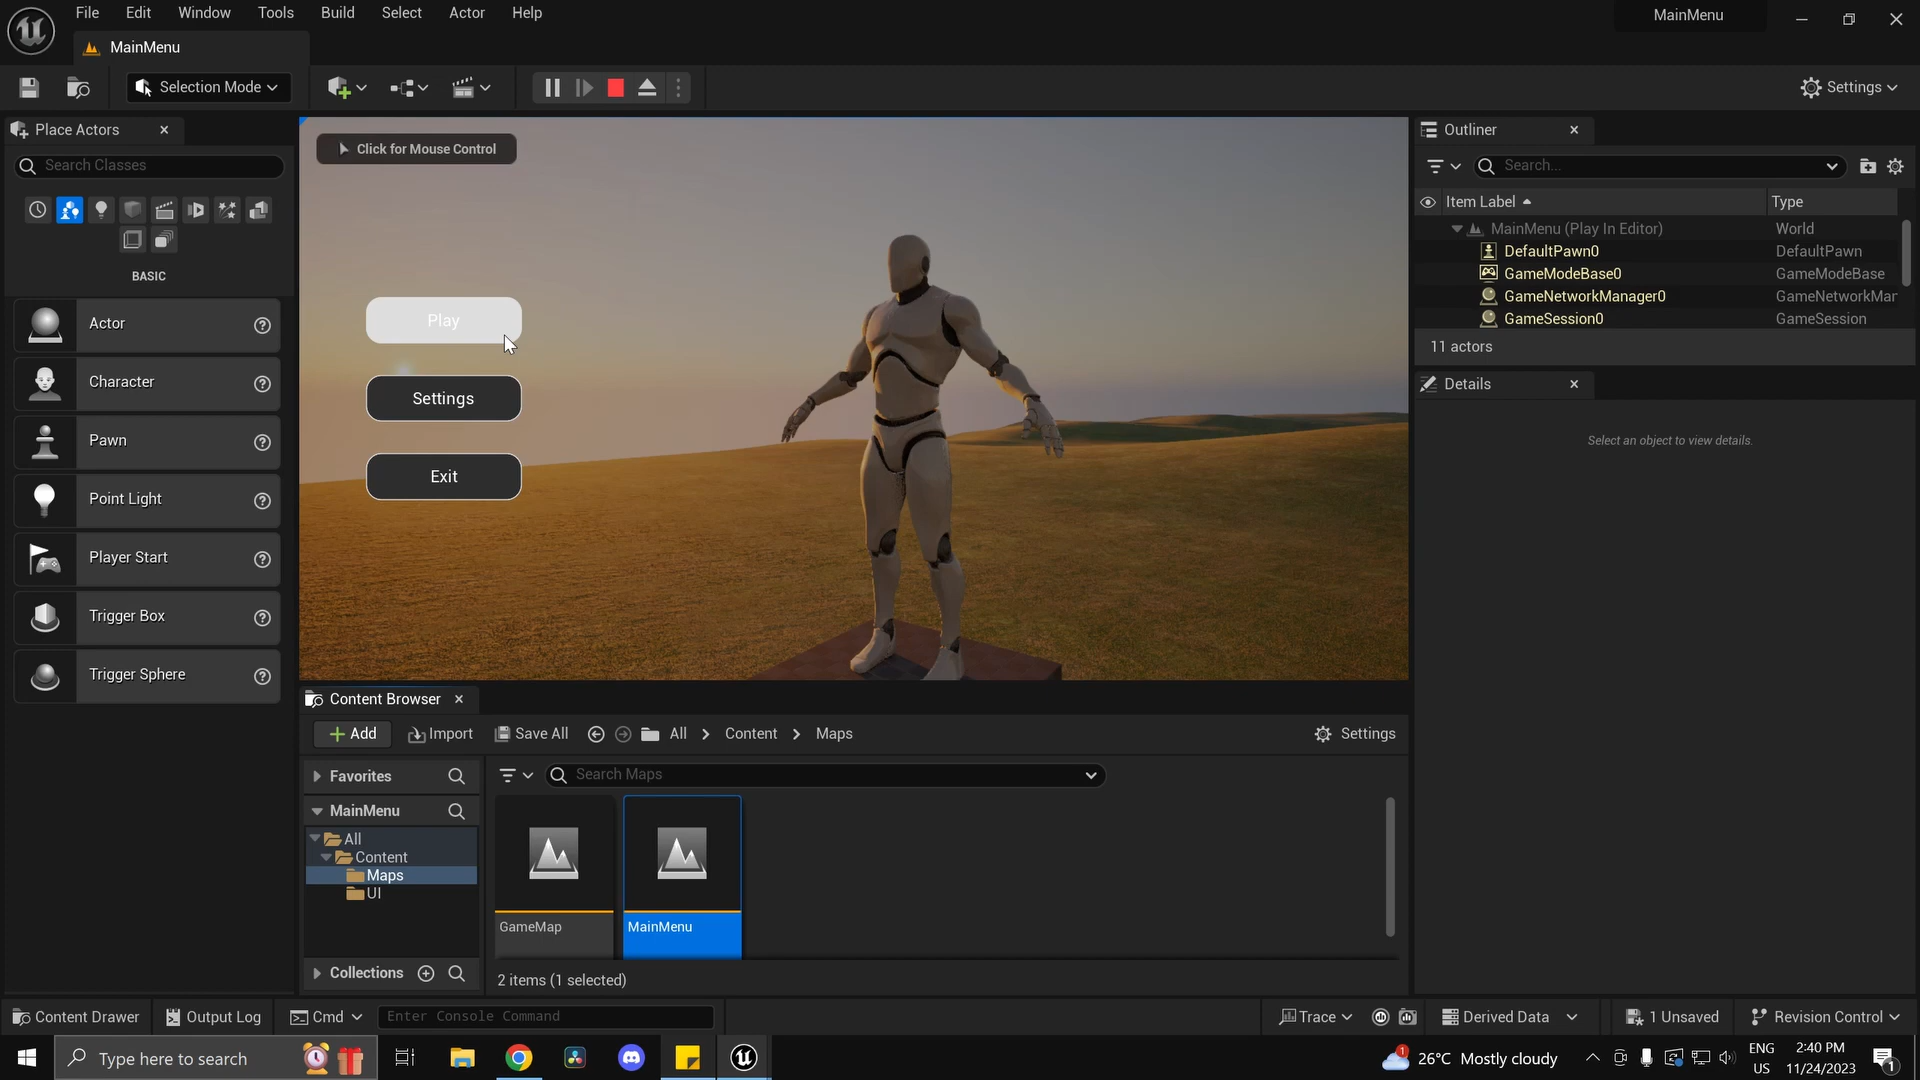 File Edit Window Tools Build Select Actor Help
MainMenu
MainMenu
Selection Mode
Settings
Place Actors
Search Classes
BASIC
Actor
Character
Pawn
Point Light
Player Start
Trigger Box
Trigger Sphere
Click for Mouse Control
Play
Settings
Exit
Outliner
Search...
Item Label Type
MainMenu (Play In Editor) World
DefaultPawn0 DefaultPawn
GameModeBase0 GameModeBase
GameNetworkManager0 GameNetworkMar
GameSession0 GameSession
11 actors
Details
Select an object to view details.
Content Browser
Add Import Save All All Content Maps Settings
Favorites
MainMenu
All
Content
Maps
UI
Collections
Search Maps
GameMap
MainMenu
2 items (1 selected)
Content Drawer Output Log Cmd Enter Console Command Trace Derived Data 1 Unsaved Revision Control
Type here to search
1
26°C Mostly cloudy
ENG
US
2:40 PM
11/24/2023
1